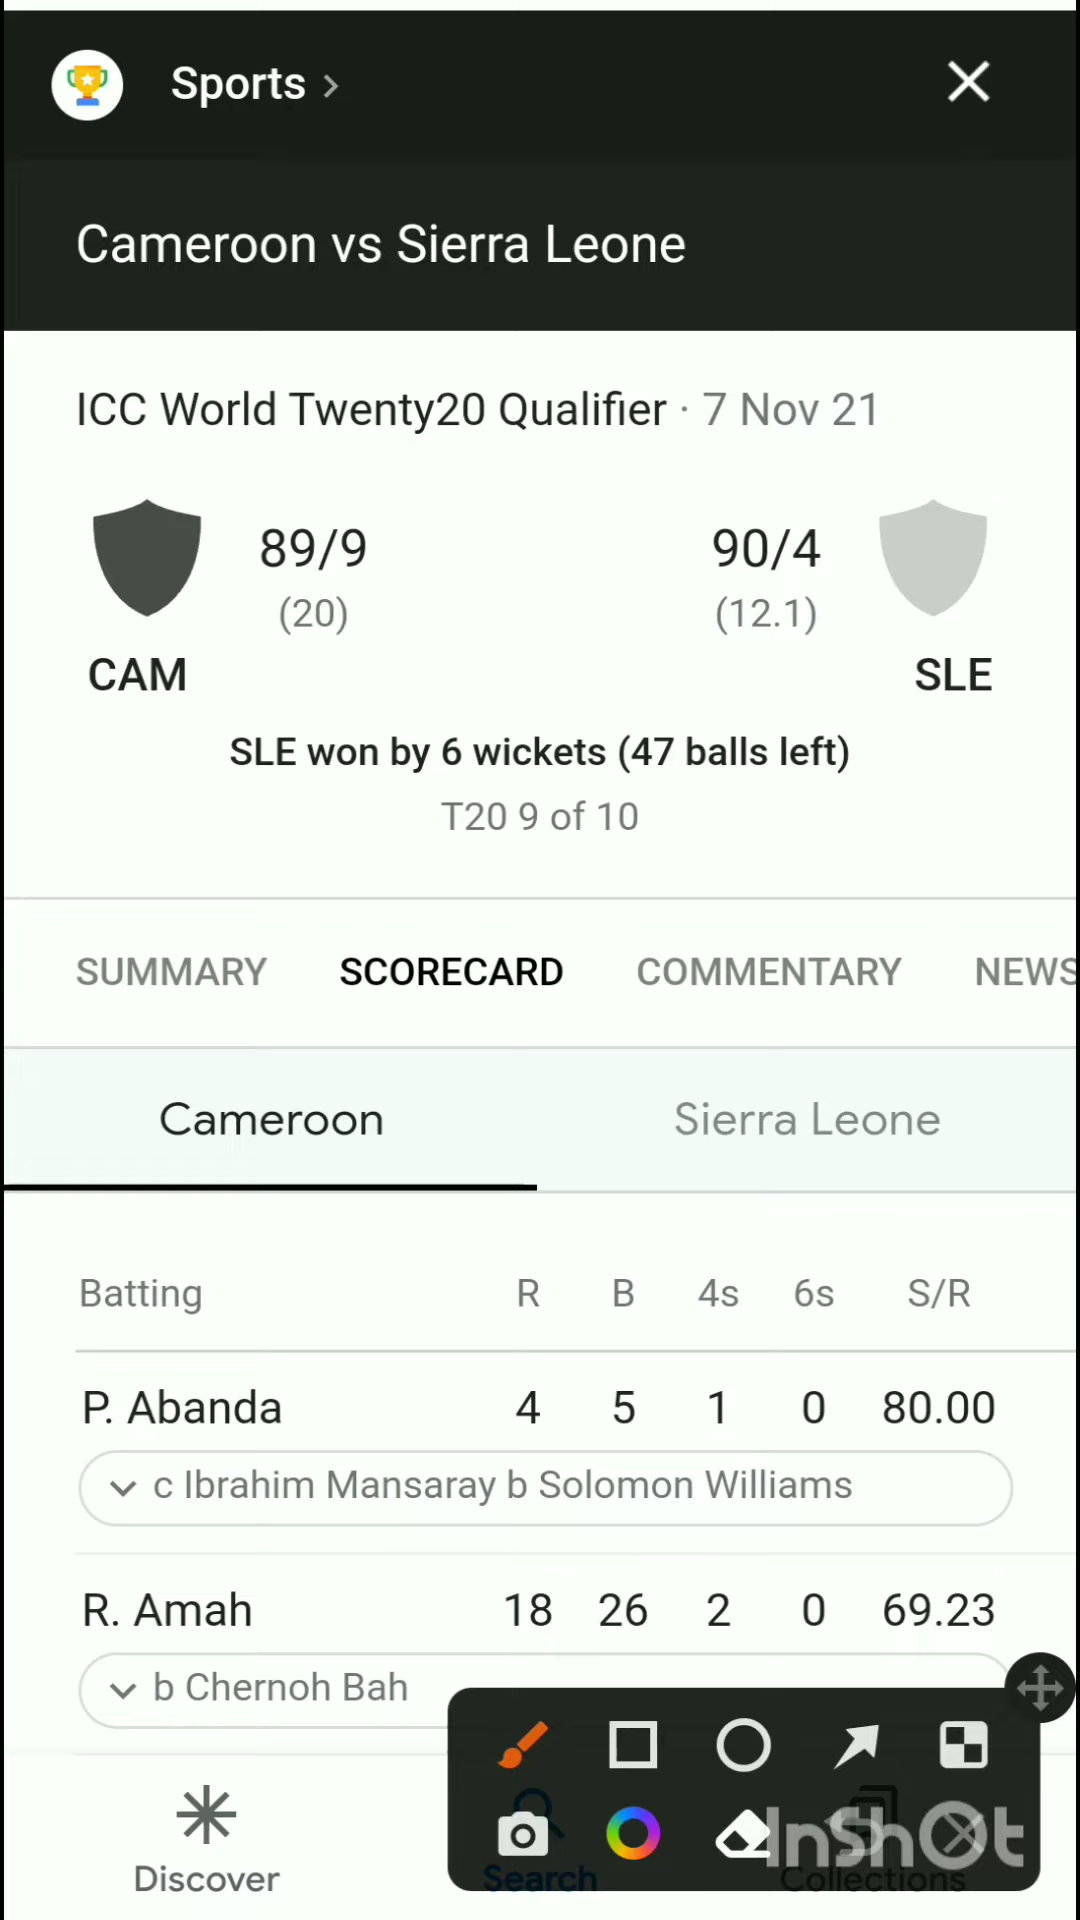 Sports
Cameroon vs Sierra Leone
ICC World Twenty20 Qualifier · 7 Nov 21
89/9 90/4
(20) (12.1)
CAM SLE
SLE won by 6 wickets (47 balls left)
T20 9 of 10
SUMMARY SCORECARD COMMENTARY NEWS
Cameroon Sierra Leone
Batting R B 4s 6s S/R
P. Abanda 4 5 1 0 80.00
c Ibrahim Mansaray b Solomon Williams
R. Amah 18 26 2 0 69.23
b Chernoh Bah
InShOt
Discover Search Collections